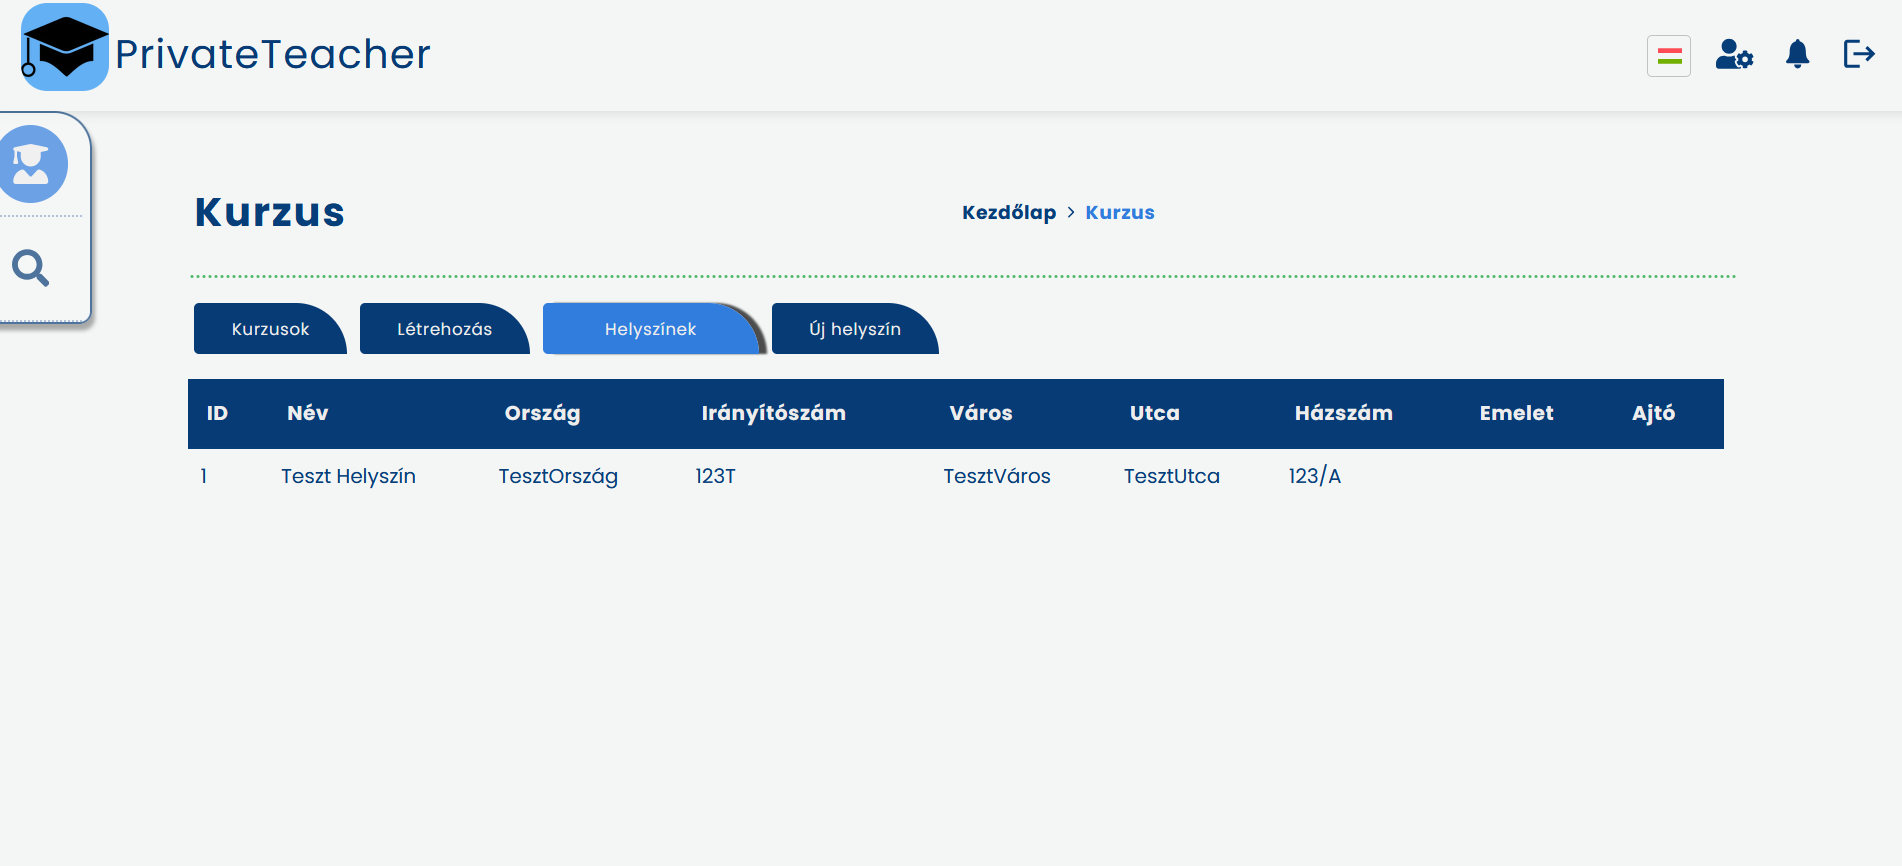 PrivateTeacher
Kurzus
Kezdőlap > Kurzus
Kurzusok Létrehozás Helyszínek Új helyszín
ID Név Ország Irányítószám Város Utca Házszám Emelet Ajtó
1 Teszt Helyszín TesztOrszág 123T TesztVáros TesztUtca 123/A